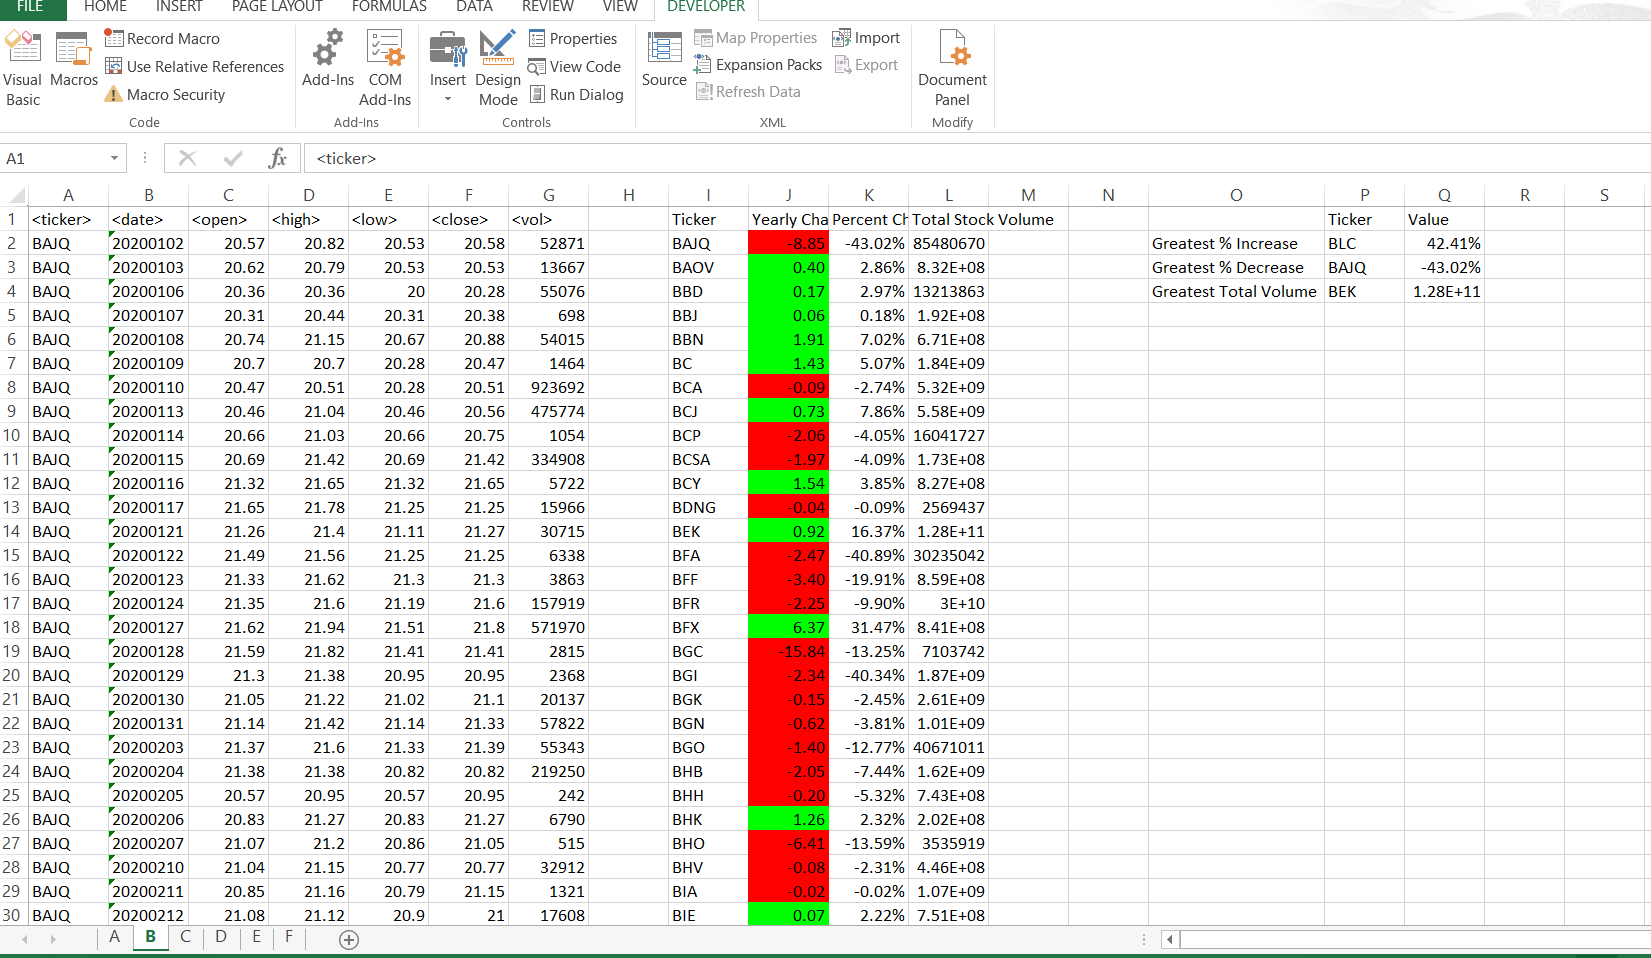 FILE HOME INSERT PAGE LAYOUT FORMULAS DATA REVIEW VIEW DEVELOPER
Visual Basic
Macros
Record Macro
Use Relative References
Macro Security
Code
Add-Ins
COM Add-Ins
Add-Ins
Insert
Design Mode
Properties
View Code
Run Dialog
Controls
Source
Map Properties
Expansion Packs
Refresh Data
Import
Export
XML
Document Panel
Modify
A1 fx <ticker>
A B C D E F G H I J K L M N O P Q R S
1 <ticker> <date> <open> <high> <low> <close> <vol> Ticker Yearly Cha Percent Ch Total Stock Volume Ticker Value
2 BAJQ 20200102 20.57 20.82 20.53 20.58 52871 BAJQ -8.85 -43.02% 85480670 Greatest % Increase BLC 42.41%
3 BAJQ 20200103 20.62 20.79 20.53 20.53 13667 BAOV 0.40 2.86% 8.32E+08 Greatest % Decrease BAJQ -43.02%
4 BAJQ 20200106 20.36 20.36 20 20.28 55076 BBD 0.17 2.97% 13213863 Greatest Total Volume BEK 1.28E+11
5 BAJQ 20200107 20.31 20.44 20.31 20.38 698 BBJ 0.06 0.18% 1.92E+08
6 BAJQ 20200108 20.74 21.15 20.67 20.88 54015 BBN 1.91 7.02% 6.71E+08
7 BAJQ 20200109 20.7 20.7 20.28 20.47 1464 BC 1.43 5.07% 1.84E+09
8 BAJQ 20200110 20.47 20.51 20.28 20.51 923692 BCA -0.09 -2.74% 5.32E+09
9 BAJQ 20200113 20.46 21.04 20.46 20.56 475774 BCJ 0.73 7.86% 5.58E+09
10 BAJQ 20200114 20.66 21.03 20.66 20.75 1054 BCP -2.06 -4.05% 16041727
11 BAJQ 20200115 20.69 21.42 20.69 21.42 334908 BCSA -1.97 -4.09% 1.73E+08
12 BAJQ 20200116 21.32 21.65 21.32 21.65 5722 BCY 1.54 3.85% 8.27E+08
13 BAJQ 20200117 21.65 21.78 21.25 21.25 15966 BDNG -0.04 -0.09% 2569437
14 BAJQ 20200121 21.26 21.4 21.11 21.27 30715 BEK 0.92 16.37% 1.28E+11
15 BAJQ 20200122 21.49 21.56 21.25 21.25 6338 BFA -2.47 -40.89% 30235042
16 BAJQ 20200123 21.33 21.62 21.3 21.3 3863 BFF -3.40 -19.91% 8.59E+08
17 BAJQ 20200124 21.35 21.6 21.19 21.6 157919 BFR -2.25 -9.90% 3E+10
18 BAJQ 20200127 21.62 21.94 21.51 21.8 571970 BFX 6.37 31.47% 8.41E+08
19 BAJQ 20200128 21.59 21.82 21.41 21.41 2815 BGC -15.84 -13.25% 7103742
20 BAJQ 20200129 21.3 21.38 20.95 20.95 2368 BGI -2.34 -40.34% 1.87E+09
21 BAJQ 20200130 21.05 21.22 21.02 21.1 20137 BGK -0.15 -2.45% 2.61E+09
22 BAJQ 20200131 21.14 21.42 21.14 21.33 57822 BGN -0.62 -3.81% 1.01E+09
23 BAJQ 20200203 21.37 21.6 21.33 21.39 55343 BGO -1.40 -12.77% 40671011
24 BAJQ 20200204 21.38 21.38 20.82 20.82 219250 BHB -2.05 -7.44% 1.62E+09
25 BAJQ 20200205 20.57 20.95 20.57 20.95 242 BHH -0.20 -5.32% 7.43E+08
26 BAJQ 20200206 20.83 21.27 20.83 21.27 6790 BHK 1.26 2.32% 2.02E+08
27 BAJQ 20200207 21.07 21.2 20.86 21.05 515 BHO -6.41 -13.59% 3535919
28 BAJQ 20200210 21.04 21.15 20.77 20.77 32912 BHV -0.08 -2.31% 4.46E+08
29 BAJQ 20200211 20.85 21.16 20.79 21.15 1321 BIA -0.02 -0.02% 1.07E+09
30 BAJQ 20200212 21.08 21.12 20.9 21 17608 BIE 0.07 2.22% 7.51E+08
A B C D E F